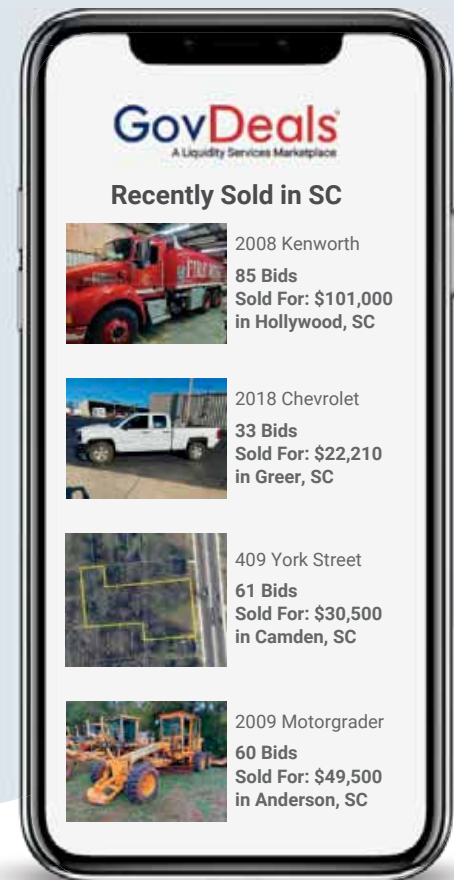 GovDeals
A Liquidity Services Marketplace
Recently Sold in SC
2008 Kenworth
85 Bids
Sold For: $101,000
in Hollywood, SC
2018 Chevrolet
33 Bids
Sold For: $22,210
in Greer, SC
409 York Street
61 Bids
Sold For: $30,500
in Camden, SC
2009 Motorgrader
60 Bids
Sold For: $49,500
in Anderson, SC